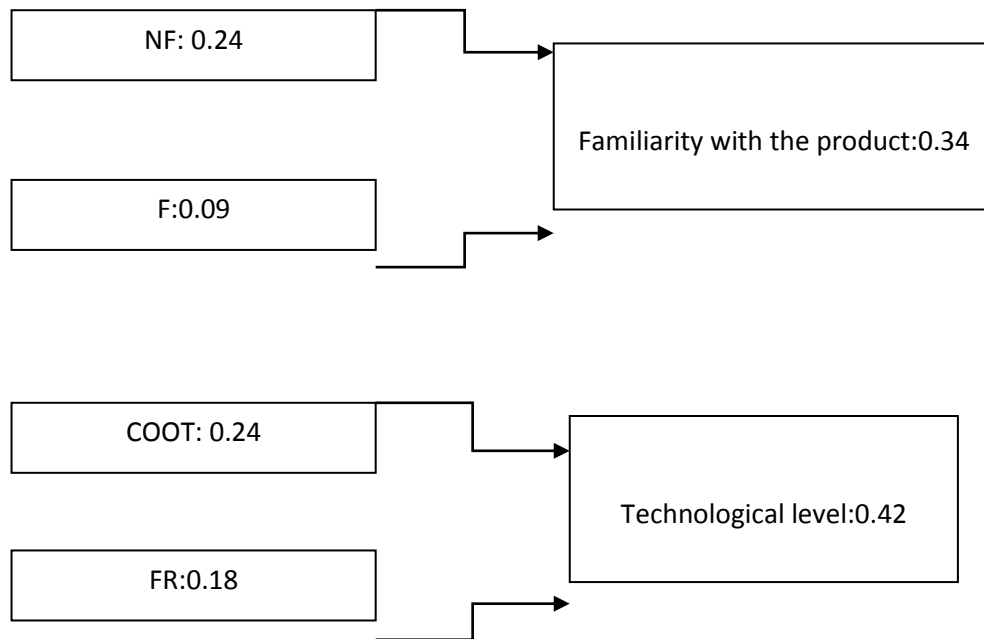 NF: 0.24
Familiarity with the product:0.34
F:0.09
COOT: 0.24
Technological level:0.42
FR:0.18